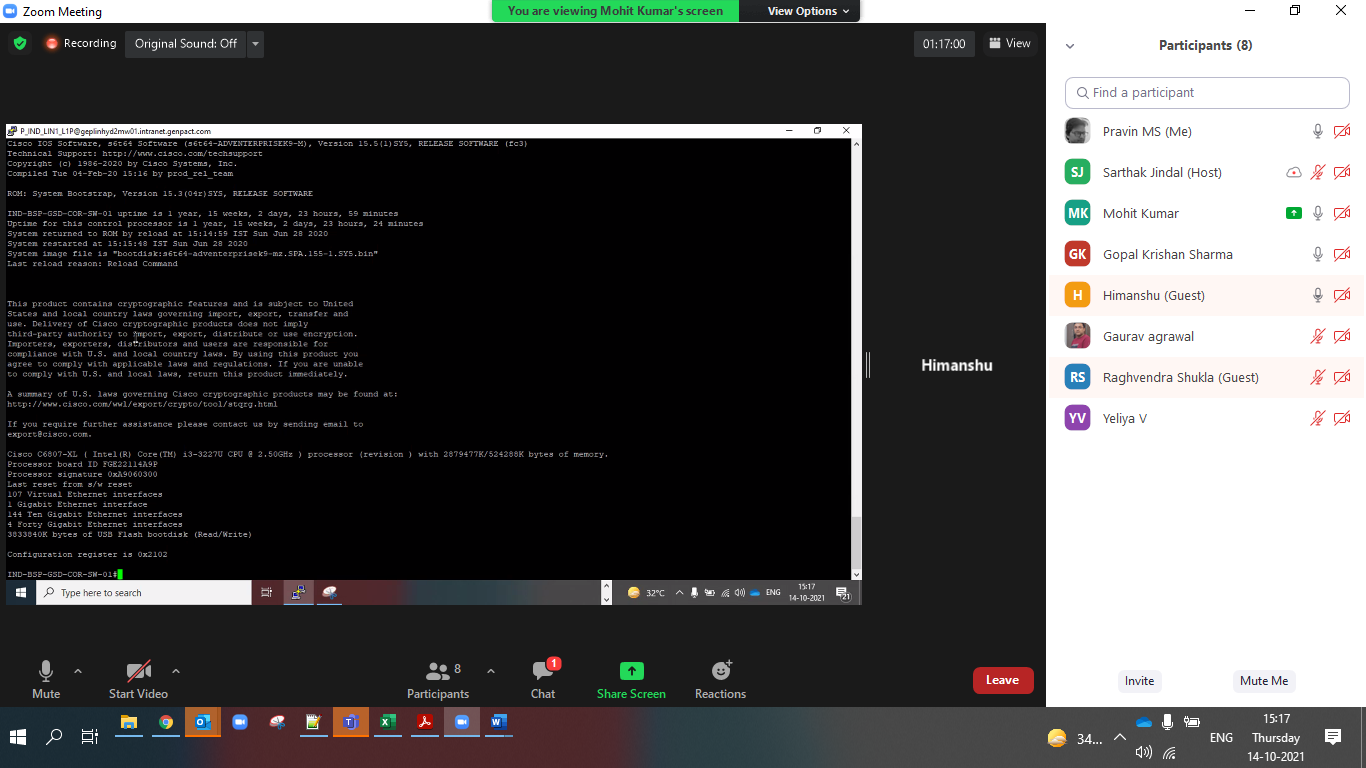 Zoom Meeting
You are viewing Mohit Kumar's screen
View Options
Recording
Original Sound: Off
01:17:00
View
P_IND_LIN1_L1P@geplinhyd2mw01.intranet.genpact.com
Cisco IOS Software, s6t64 Software (s6t64-ADVENTERPRISEK9-M), Version 15.5(1)SY5, RELEASE SOFTWARE (fc3)
Technical Support: http://www.cisco.com/techsupport
Copyright (c) 1986-2020 by Cisco Systems, Inc.
Compiled Tue 04-Feb-20 15:16 by prod_rel_team
ROM: System Bootstrap, Version 15.3(04r)SYS, RELEASE SOFTWARE
IND-BSP-GSD-COR-SW-01 uptime is 1 year, 15 weeks, 2 days, 23 hours, 59 minutes
Uptime for this control processor is 1 year, 15 weeks, 2 days, 23 hours, 24 minutes
System returned to ROM by reload at 15:14:59 IST Sun Jun 28 2020
System restarted at 15:15:48 IST Sun Jun 28 2020
System image file is "bootdisk:s6t64-adventerprisek9-mz.SPA.155-1.SY5.bin"
Last reload reason: Reload Command
This product contains cryptographic features and is subject to United
States and local country laws governing import, export, transfer and
use. Delivery of Cisco cryptographic products does not imply
third-party authority to import, export, distribute or use encryption.
Importers, exporters, distributors and users are responsible for
compliance with U.S. and local country laws. By using this product you
agree to comply with applicable laws and regulations. If you are unable
to comply with U.S. and local laws, return this product immediately.
A summary of U.S. laws governing Cisco cryptographic products may be found at:
http://www.cisco.com/wwl/export/crypto/tool/stqrg.html
If you require further assistance please contact us by sending email to
export@cisco.com.
Cisco C6807-XL ( Intel(R) Core(TM) i3-3227U CPU @ 2.50GHz ) processor (revision ) with 2879477K/524288K bytes of memory.
Processor board ID FGE22114A9P
Processor signature 0xA9060300
Last reset from s/w reset
107 Virtual Ethernet interfaces
1 Gigabit Ethernet interface
144 Ten Gigabit Ethernet interfaces
4 Forty Gigabit Ethernet interfaces
3833840K bytes of USB Flash bootdisk (Read/Write)
Configuration register is 0x2102
IND-BSP-GSD-COR-SW-01#
Type here to search
32°C
ENG
15:17
14-10-2021
21
Himanshu
Participants (8)
Find a participant
Pravin MS (Me)
SJ Sarthak Jindal (Host)
MK Mohit Kumar
GK Gopal Krishan Sharma
H Himanshu (Guest)
Gaurav agrawal
RS Raghvendra Shukla (Guest)
YV Yeliya V
Invite
Mute Me
Mute
Start Video
Participants
8
Chat
1
Share Screen
Reactions
Leave
34...
ENG
15:17
Thursday
14-10-2021